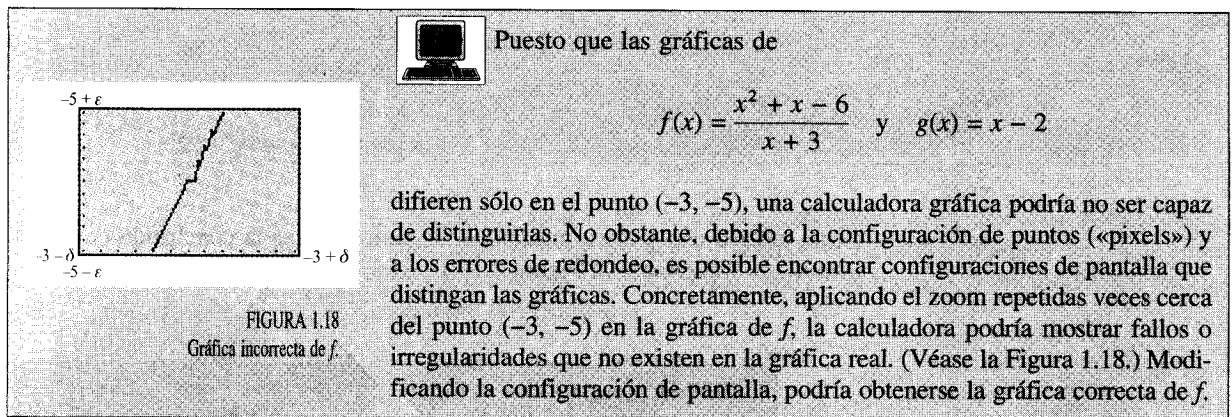 Puesto que las gráficas de
f(x) = \frac{x^2 + x - 6}{x + 3} y g(x) = x - 2
difieren sólo en el punto (−3, −5), una calculadora gráfica podría no ser capaz
de distinguirlas. No obstante, debido a la configuración de puntos («pixels») y
a los errores de redondeo, es posible encontrar configuraciones de pantalla que
distingan las gráficas. Concretamente, aplicando el zoom repetidas veces cerca
del punto (−3, −5) en la gráfica de f, la calculadora podría mostrar fallos o
irregularidades que no existen en la gráfica real. (Véase la Figura 1.18.) Modi-
ficando la configuración de pantalla, podría obtenerse la gráfica correcta de f.
−5 + ε
-3 − δ
−3 + δ
−5 − ε
FIGURA 1.18
Gráfica incorrecta de f.